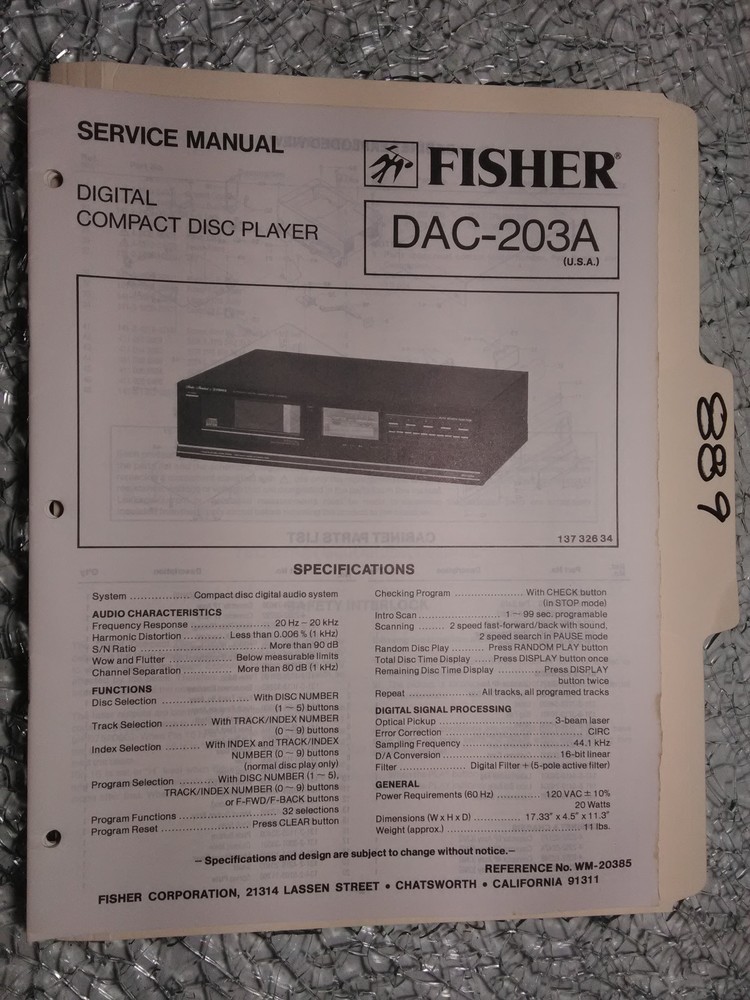 SERVICE MANUAL
DIGITAL
COMPACT DISC PLAYER
FISHER®
DAC-203A
(U.S.A.)
137 326 34
CABINET PARTS LIST
SPECIFICATIONS
System ................. Compact disc digital audio system
AUDIO CHARACTERISTICS
Frequency Response ...................... 20 Hz ~ 20 kHz
Harmonic Distortion ............ Less than 0.006 % (1 kHz)
S/N Ratio ..................................... More than 90 dB
Wow and Flutter .................. Below measurable limits
Channel Separation ............. More than 80 dB (1 kHz)
FUNCTIONS
Disc Selection ........................ With DISC NUMBER
(1 ~ 5) buttons
Track Selection ......... With TRACK/INDEX NUMBER
(0 ~ 9) buttons
Index Selection .......... With INDEX and TRACK/INDEX
NUMBER (0 ~ 9) buttons
(normal disc play only)
Program Selection .......... With DISC NUMBER (1 ~ 5),
TRACK/INDEX NUMBER (0 ~ 9) buttons
or F-FWD/F-BACK buttons
Program Functions ........................... 32 selections
Program Reset .......................... Press CLEAR button
Checking Program ................... With CHECK button
(in STOP mode)
Intro Scan ....................... 1 ~ 99 sec. programable
Scanning ........ 2 speed fast-forward/back with sound,
2 speed search in PAUSE mode
Random Disc Play ........... Press RANDOM PLAY button
Total Disc Time Display ..... Press DISPLAY button once
Remaining Disc Time Display ............... Press DISPLAY
button twice
Repeat .................... All tracks, all programed tracks
DIGITAL SIGNAL PROCESSING
Optical Pickup ................................... 3-beam laser
Error Correction ........................................ CIRC
Sampling Frequency ................................ 44.1 kHz
D/A Conversion ..................................... 16-bit linear
Filter .................... Digital Filter + (5-pole active filter)
GENERAL
Power Requirements (60 Hz) ............. 120 VAC ± 10%
20 Watts
Dimensions (W x H x D) .............. 17.33" x 4.5" x 11.3"
Weight (approx.) ...................................... 11 lbs.
– Specifications and design are subject to change without notice.–
REFERENCE No. WM-20385
FISHER CORPORATION, 21314 LASSEN STREET • CHATSWORTH • CALIFORNIA 91311
889